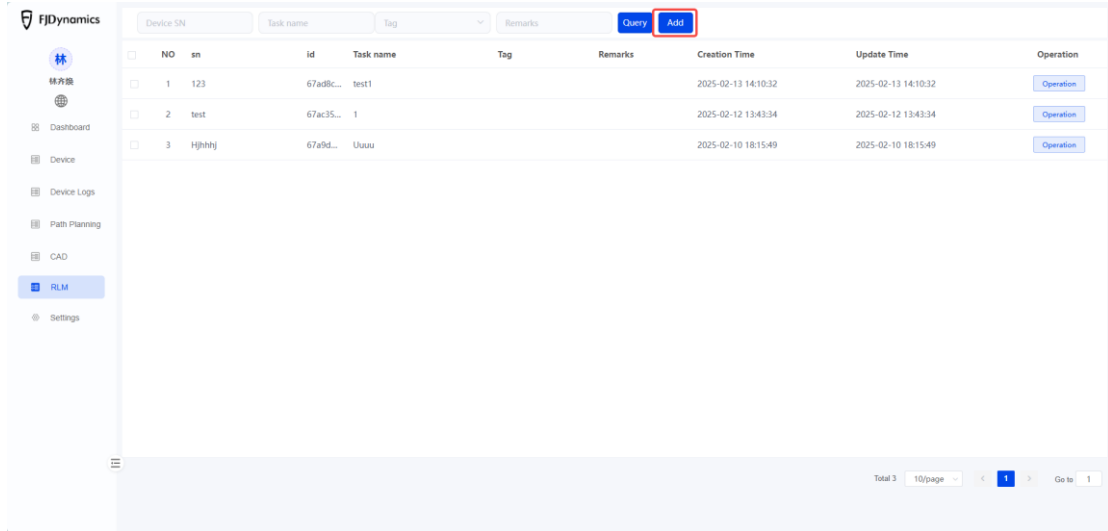 FJDynamics
Device SN Task name Tag Remarks Query Add
林
林齐焕
Dashboard
Device
Device Logs
Path Planning
CAD
RLM
Settings
NO sn id Task name Tag Remarks Creation Time Update Time Operation
1 123 67ad8c... test1 2025-02-13 14:10:32 2025-02-13 14:10:32 Operation
2 test 67ac35... 1 2025-02-12 13:43:34 2025-02-12 13:43:34 Operation
3 Hjhhhj 67a9d... Uuuu 2025-02-10 18:15:49 2025-02-10 18:15:49 Operation
Total 3 10/page < 1 > Go to 1